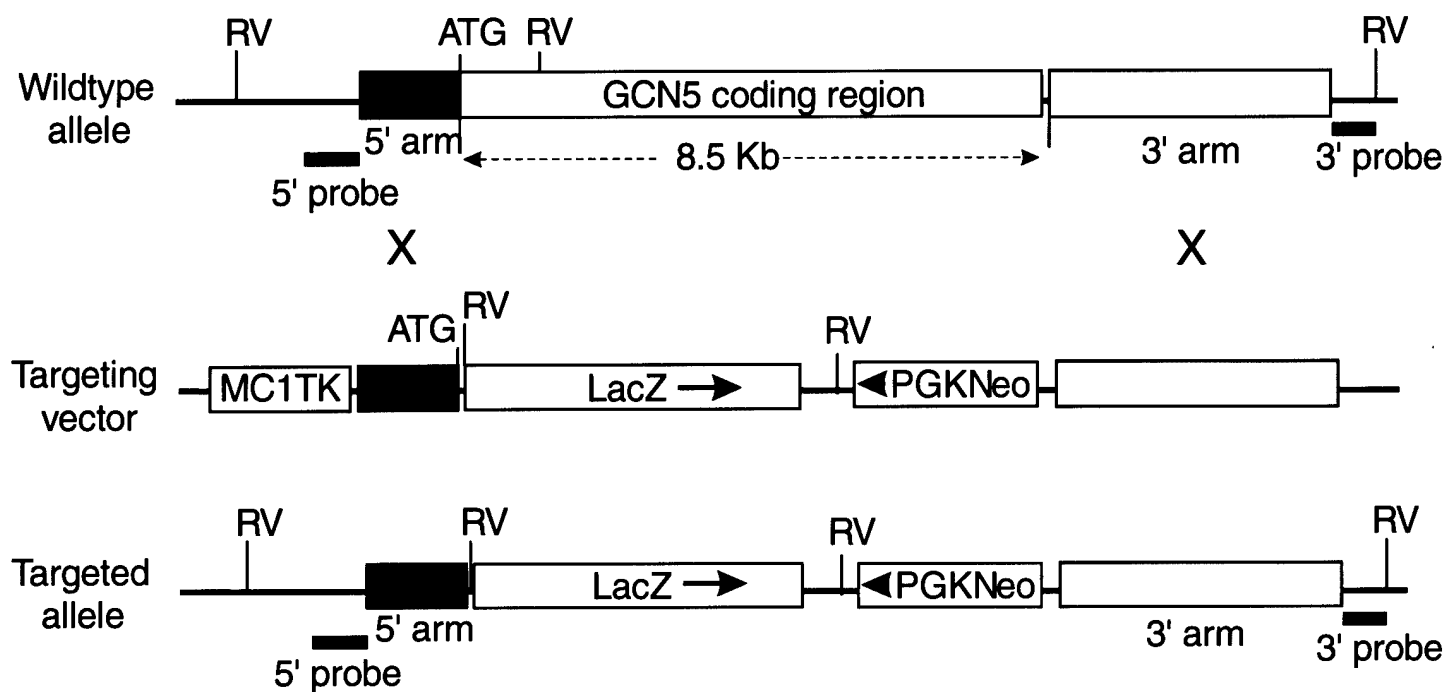 RV
ATG
RV
RV
Wildtype
allele
GCN5 coding region
5' arm
8.5 Kb
3' arm
5' probe
3' probe
X
X
RV
ATG
RV
Targeting
vector
MC1TK
LacZ
PGKNeo
RV
RV
RV
RV
Targeted
allele
LacZ
PGKNeo
5' arm
3' arm
5' probe
3' probe